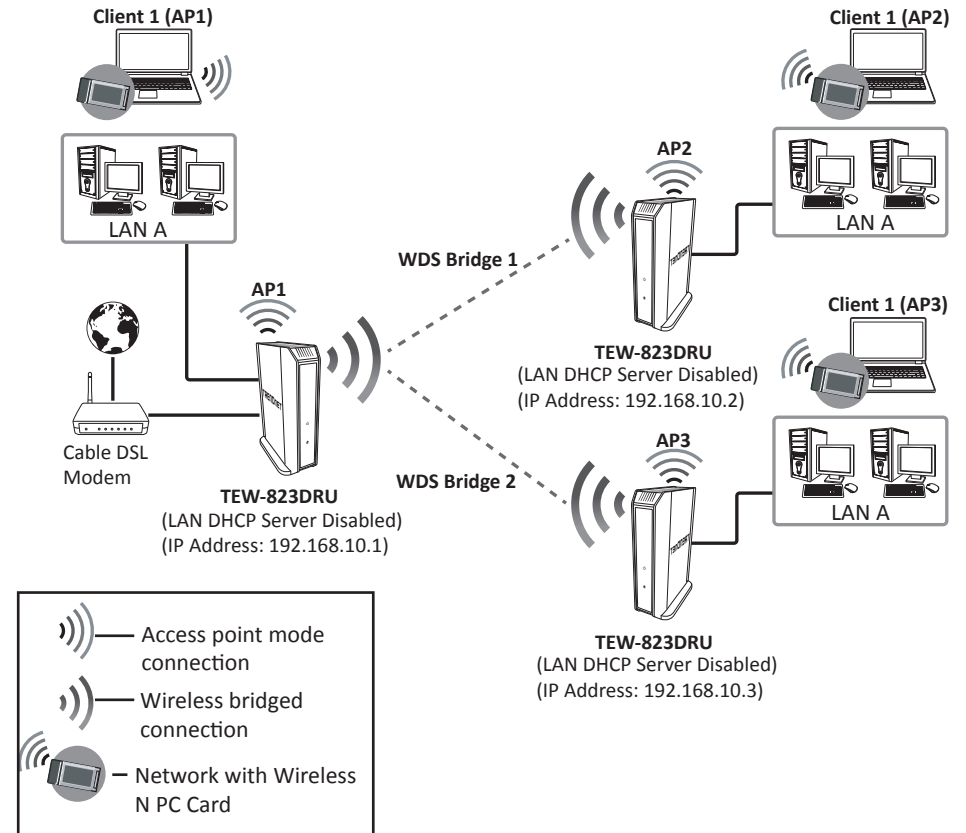 Client 1 (AP1)
LAN A
Cable DSL
Modem
AP1
TRENDNET
TEW-823DRU
(LAN DHCP Server Disabled)
(IP Address: 192.168.10.1)
WDS Bridge 1
WDS Bridge 2
Client 1 (AP2)
LAN A
AP2
TRENDNET
TEW-823DRU
(LAN DHCP Server Disabled)
(IP Address: 192.168.10.2)
Client 1 (AP3)
LAN A
AP3
TRENDNET
TEW-823DRU
(LAN DHCP Server Disabled)
(IP Address: 192.168.10.3)
Access point mode
connection
Wireless bridged
connection
Network with Wireless
N PC Card